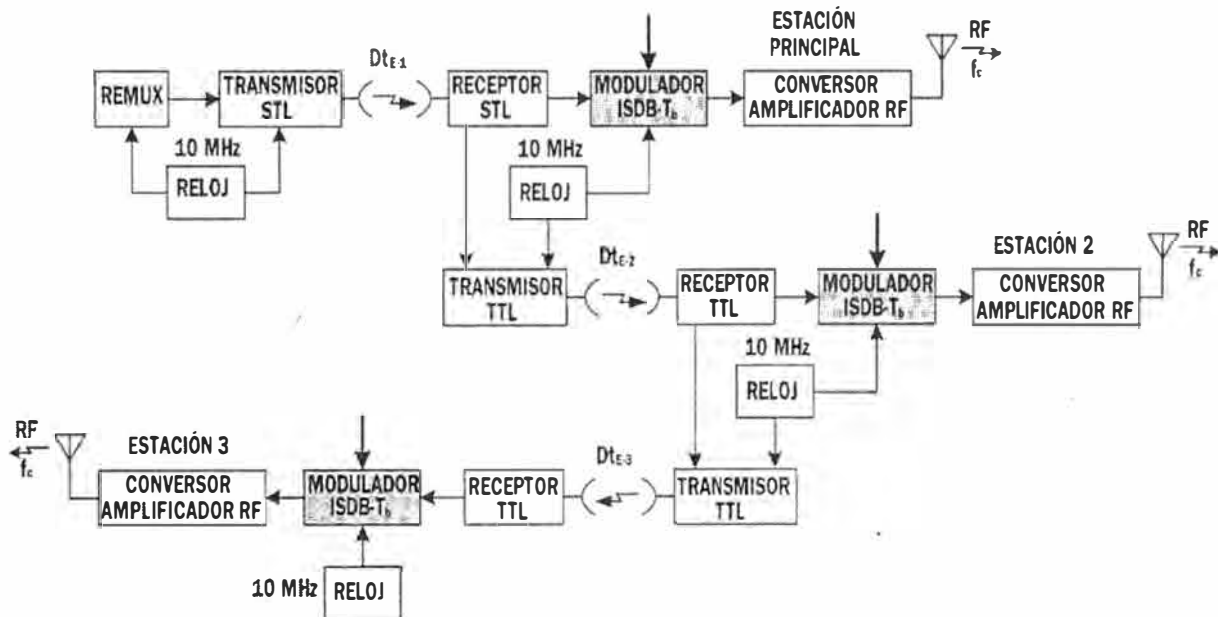 ESTACIÓN
PRINCIPAL
RF
fc
DtE-1
REMUX
TRANSMISOR
STL
RECEPTOR
STL
MODULADOR
ISDB-Tb
CONVERSOR
AMPLIFICADOR RF
10 MHz
RELOJ
10 MHz
RELOJ
DtE-2
ESTACIÓN 2
RF
fc
TRANSMISOR
TTL
RECEPTOR
TTL
MODULADOR
ISDB-Tb
CONVERSOR
AMPLIFICADOR RF
10 MHz
RELOJ
RF
fc
ESTACIÓN 3
DtE-3
CONVERSOR
AMPLIFICADOR RF
MODULADOR
ISDB-Tb
RECEPTOR
TTL
TRANSMISOR
TTL
10 MHz
RELOJ